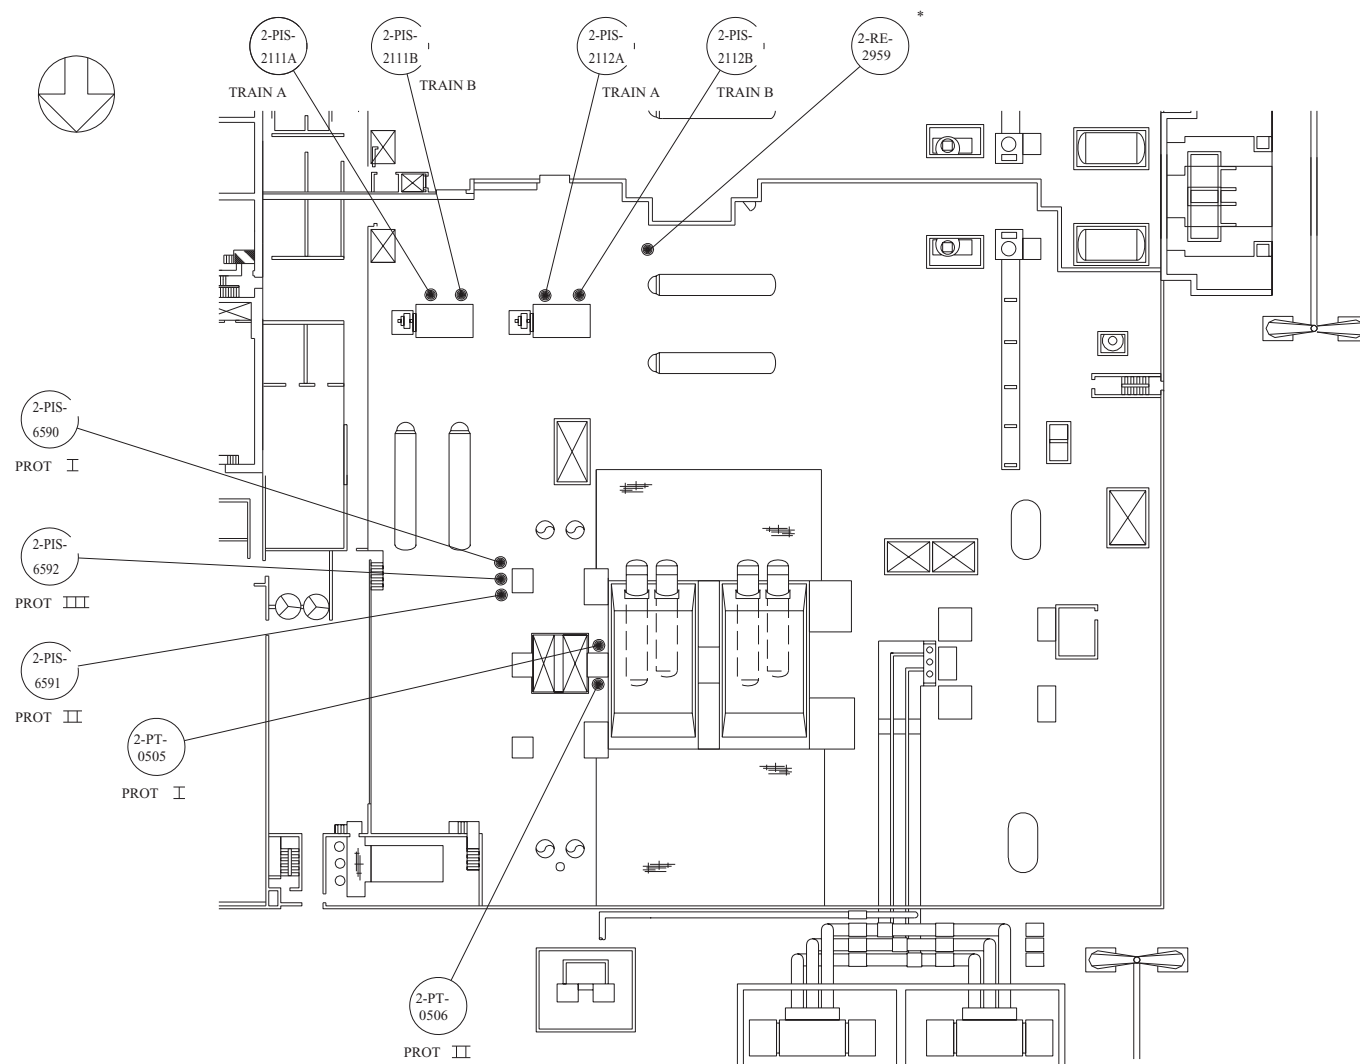 *
2-PIS-
2111A
TRAIN A
2-PIS-
2111B
TRAIN B
2-PIS-
2112A
TRAIN A
2-PIS-
2112B
TRAIN B
2-RE-
2959
2-PIS-
6590
PROT I
2-PIS-
6592
PROT III
2-PIS-
6591
PROT II
2-PT-
0505
PROT I
2-PT-
0506
PROT II